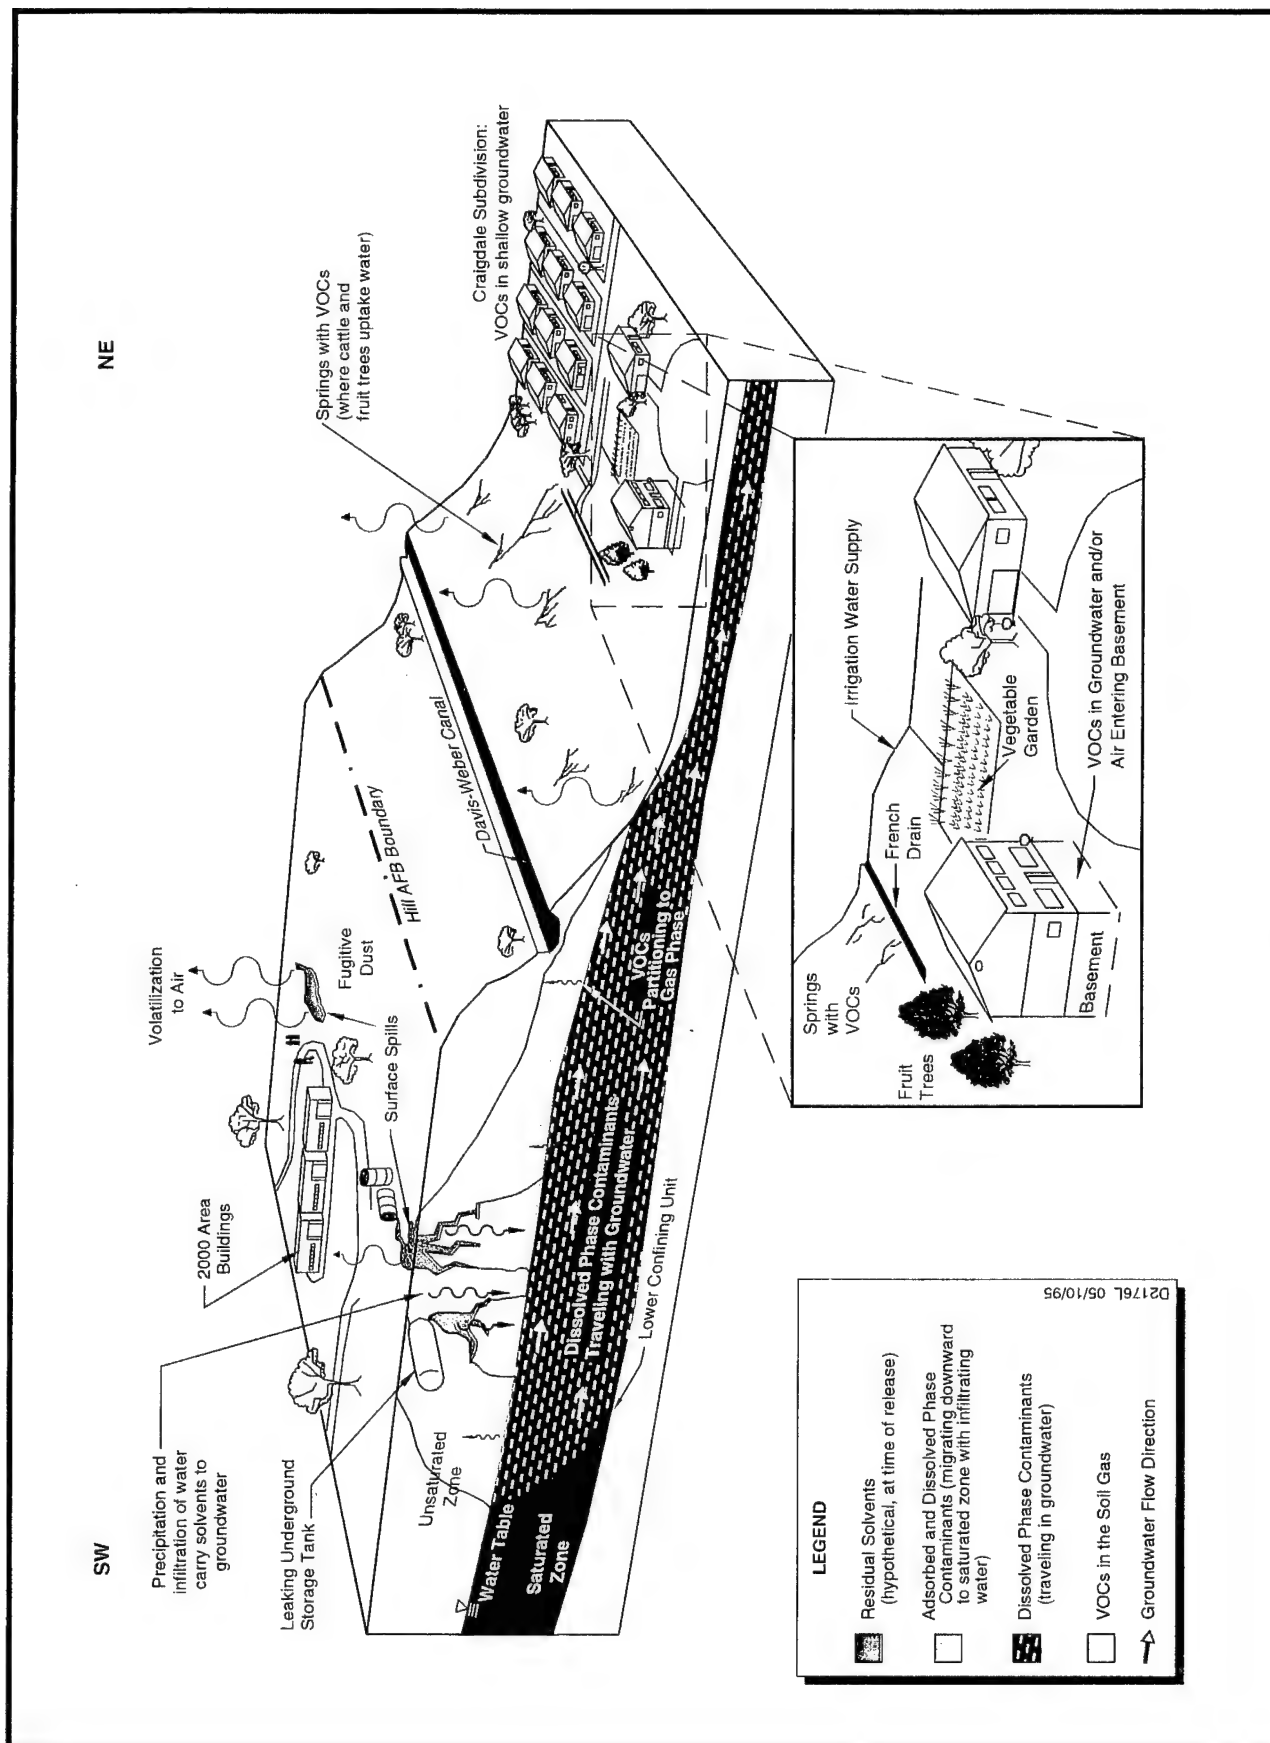 SW
NE
Precipitation and
infiltration of water
carry solvents to
groundwater
2000 Area
Buildings
Volatilization
to Air
Leaking Underground
Storage Tank
Fugitive
Dust
Surface Spills
Hill AFB Boundary
Davis-Weber Canal
Springs with VOCs
(where cattle and
fruit trees uptake water)
Craigdale Subdivision:
VOCs in shallow groundwater
Unsaturated
Zone
Water Table
Saturated
Zone
Dissolved Phase Contaminants
Traveling with Groundwater
VOCs
Partitioning to
Gas Phase
Lower Confining Unit
Springs
with
VOCs
Fruit
Trees
French
Drain
Irrigation Water Supply
Vegetable
Garden
Basement
VOCs in Groundwater and/or
Air Entering Basement
LEGEND
Residual Solvents
(hypothetical, at time of release)
Adsorbed and Dissolved Phase
Contaminants (migrating downward
to saturated zone with infiltrating
water)
Dissolved Phase Contaminants
(traveling in groundwater)
VOCs in the Soil Gas
Groundwater Flow Direction
D2176L 05/10/95